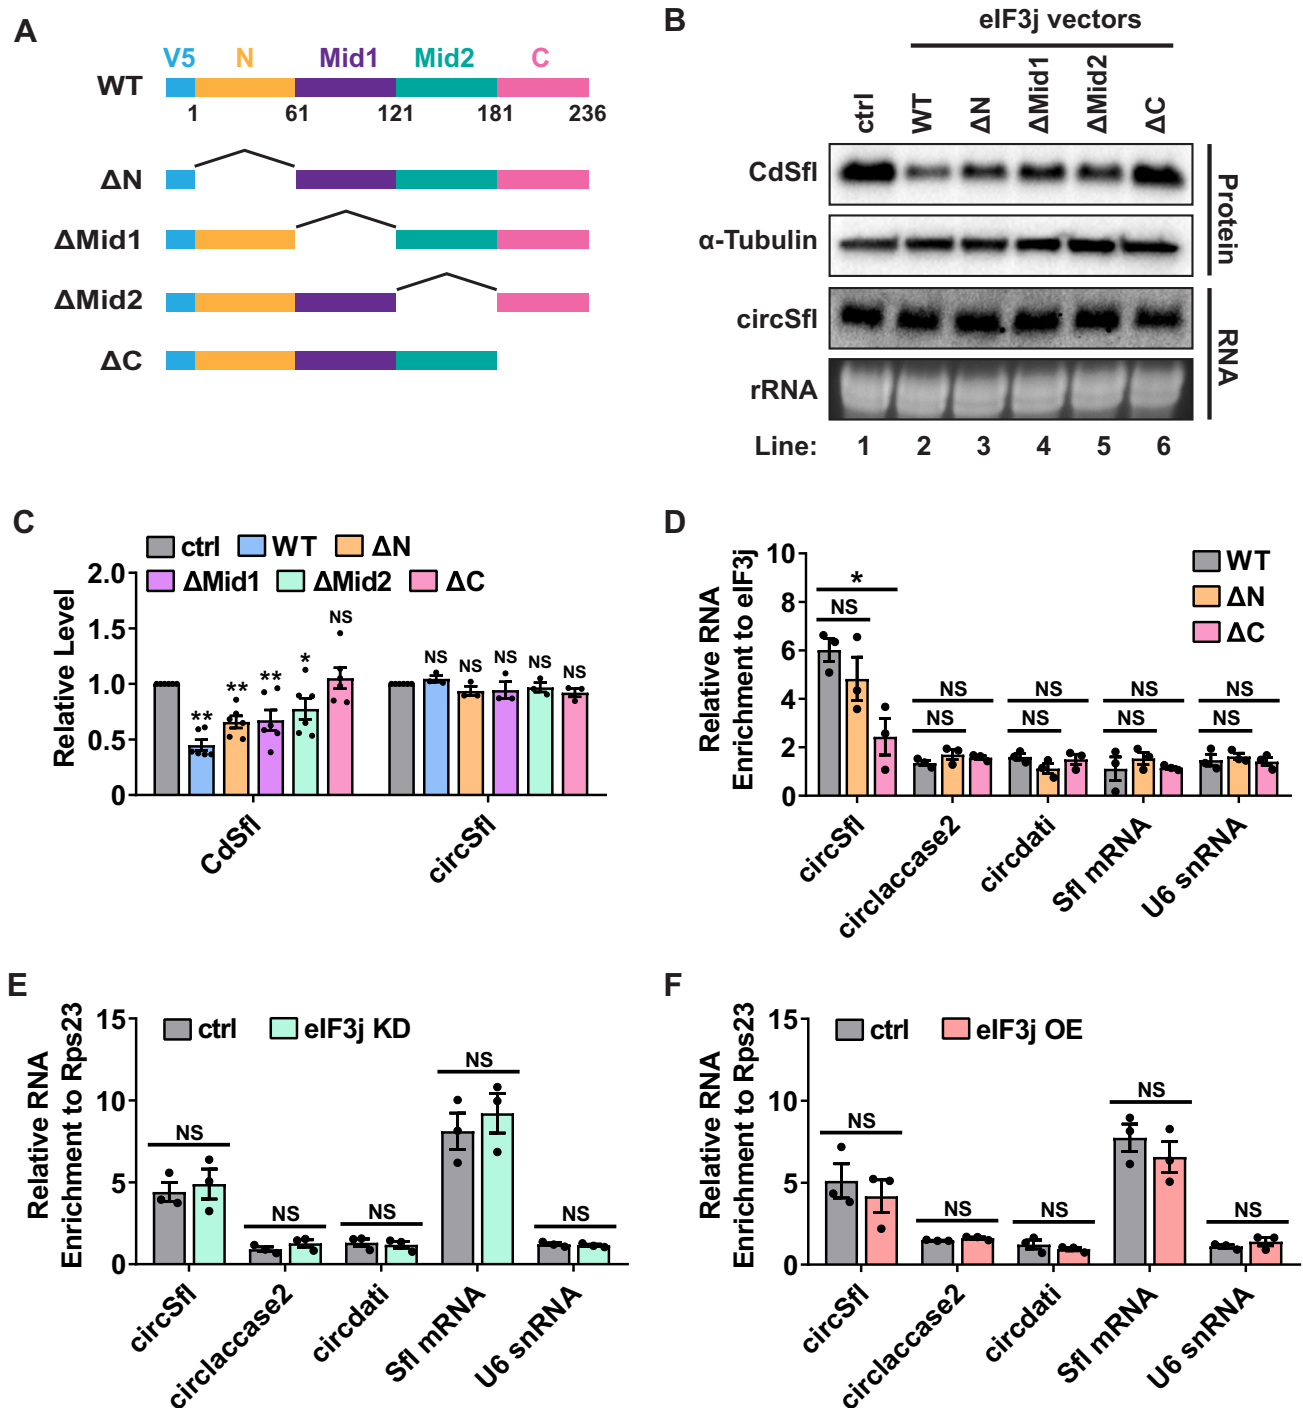 A
V5 N Mid1 Mid2 C
WT
1 61 121 181 236
ΔN
ΔMid1
ΔMid2
ΔC
B
eIF3j vectors
ctrl WT ΔN ΔMid1 ΔMid2 ΔC
CdSfl
α-Tubulin
Protein
circSfl
rRNA
RNA
Line: 1 2 3 4 5 6
C
ctrl WT ΔN
ΔMid1 ΔMid2 ΔC
Relative Level
2.0
1.5
1.0
0.5
0
** ** ** * NS
NS NS NS NS NS
CdSfl circSfl
D
Relative RNA
Enrichment to eIF3j
10
8
6
4
2
0
WT
ΔN
ΔC
*
NS
NS NS NS NS
NS NS NS NS
circSfl circlaccase2 circdati Sfl mRNA U6 snRNA
E
Relative RNA
Enrichment to Rps23
15
10
5
0
ctrl eIF3j KD
NS NS NS NS NS
circSfl circlaccase2 circdati Sfl mRNA U6 snRNA
F
Relative RNA
Enrichment to Rps23
15
10
5
0
ctrl eIF3j OE
NS NS NS NS NS
circSfl circlaccase2 circdati Sfl mRNA U6 snRNA